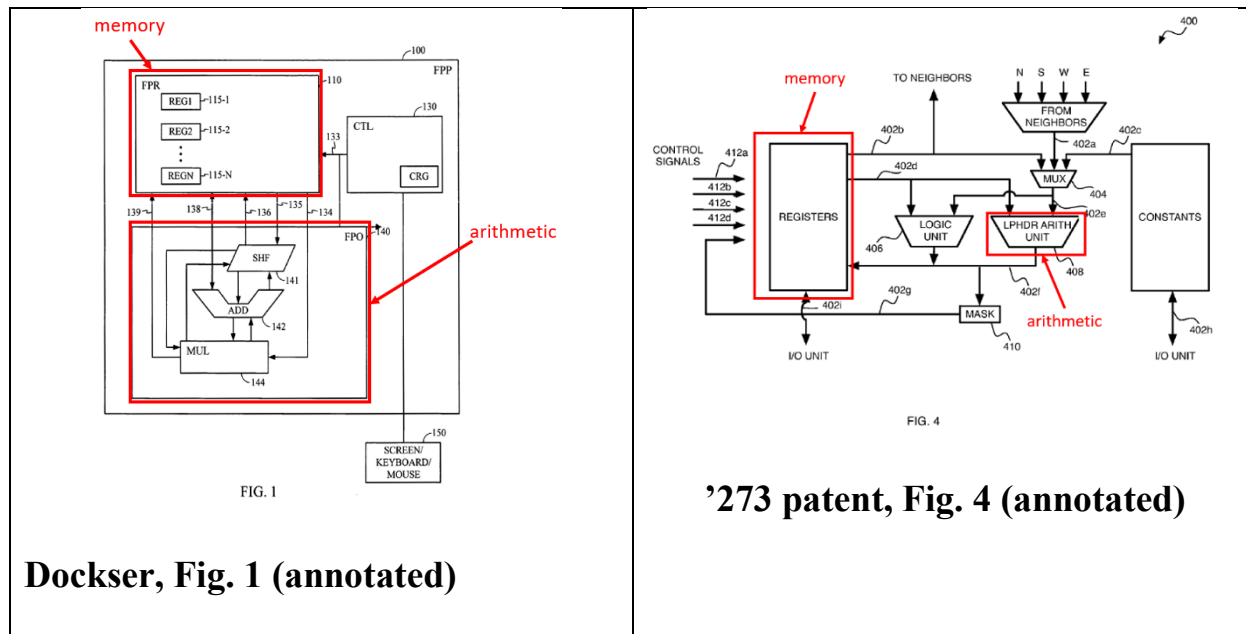 memory
100
FPP
FPR
110
REG1
115-1
REG2
115-2
REGN
115-N
130
CTL
133
CRG
139
138
136
135
134
FPO
140
arithmetic
SHF
141
ADD
142
MUL
144
150
SCREEN/
KEYBOARD/
MOUSE
FIG. 1
Dockser, Fig. 1 (annotated)
400
memory
TO NEIGHBORS
N S W E
FROM
NEIGHBORS
402b
402a
402c
CONTROL
SIGNALS
412a
412b
412c
412d
402d
MUX
404
402e
REGISTERS
LOGIC
UNIT
406
LPHDR ARITH
UNIT
408
CONSTANTS
402f
402g
402i
MASK
410
arithmetic
402h
I/O UNIT
I/O UNIT
FIG. 4
’273 patent, Fig. 4 (annotated)